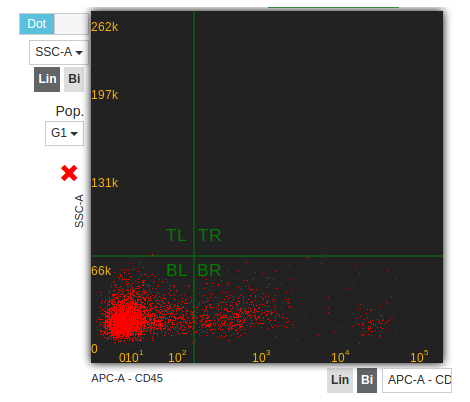 Dot
SSC-A
Lin Bi
Pop.
G1
SSC-A
262k
197k
131k
TL TR
66k
BL BR
0
0 10¹ 10² 10³ 10⁴ 10⁵
APC-A - CD45
Lin Bi APC-A - CD